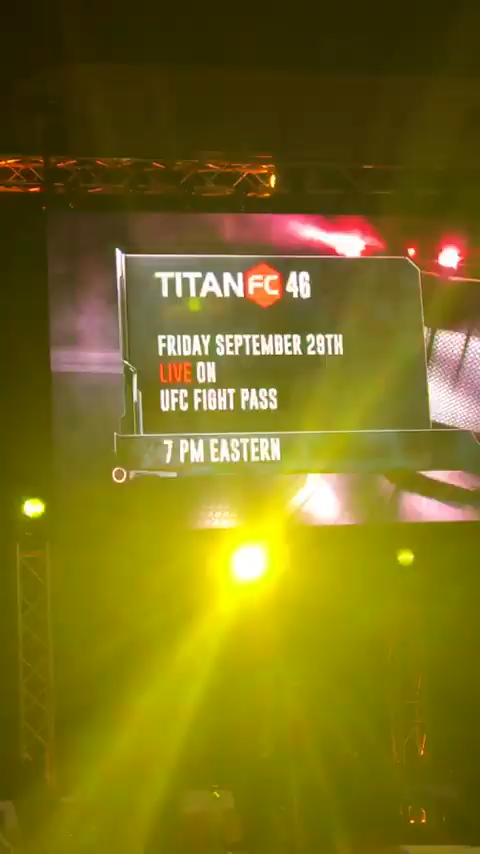 TITAN FC 46
FRIDAY SEPTEMBER 29TH
LIVE ON
UFC FIGHT PASS
7 PM EASTERN